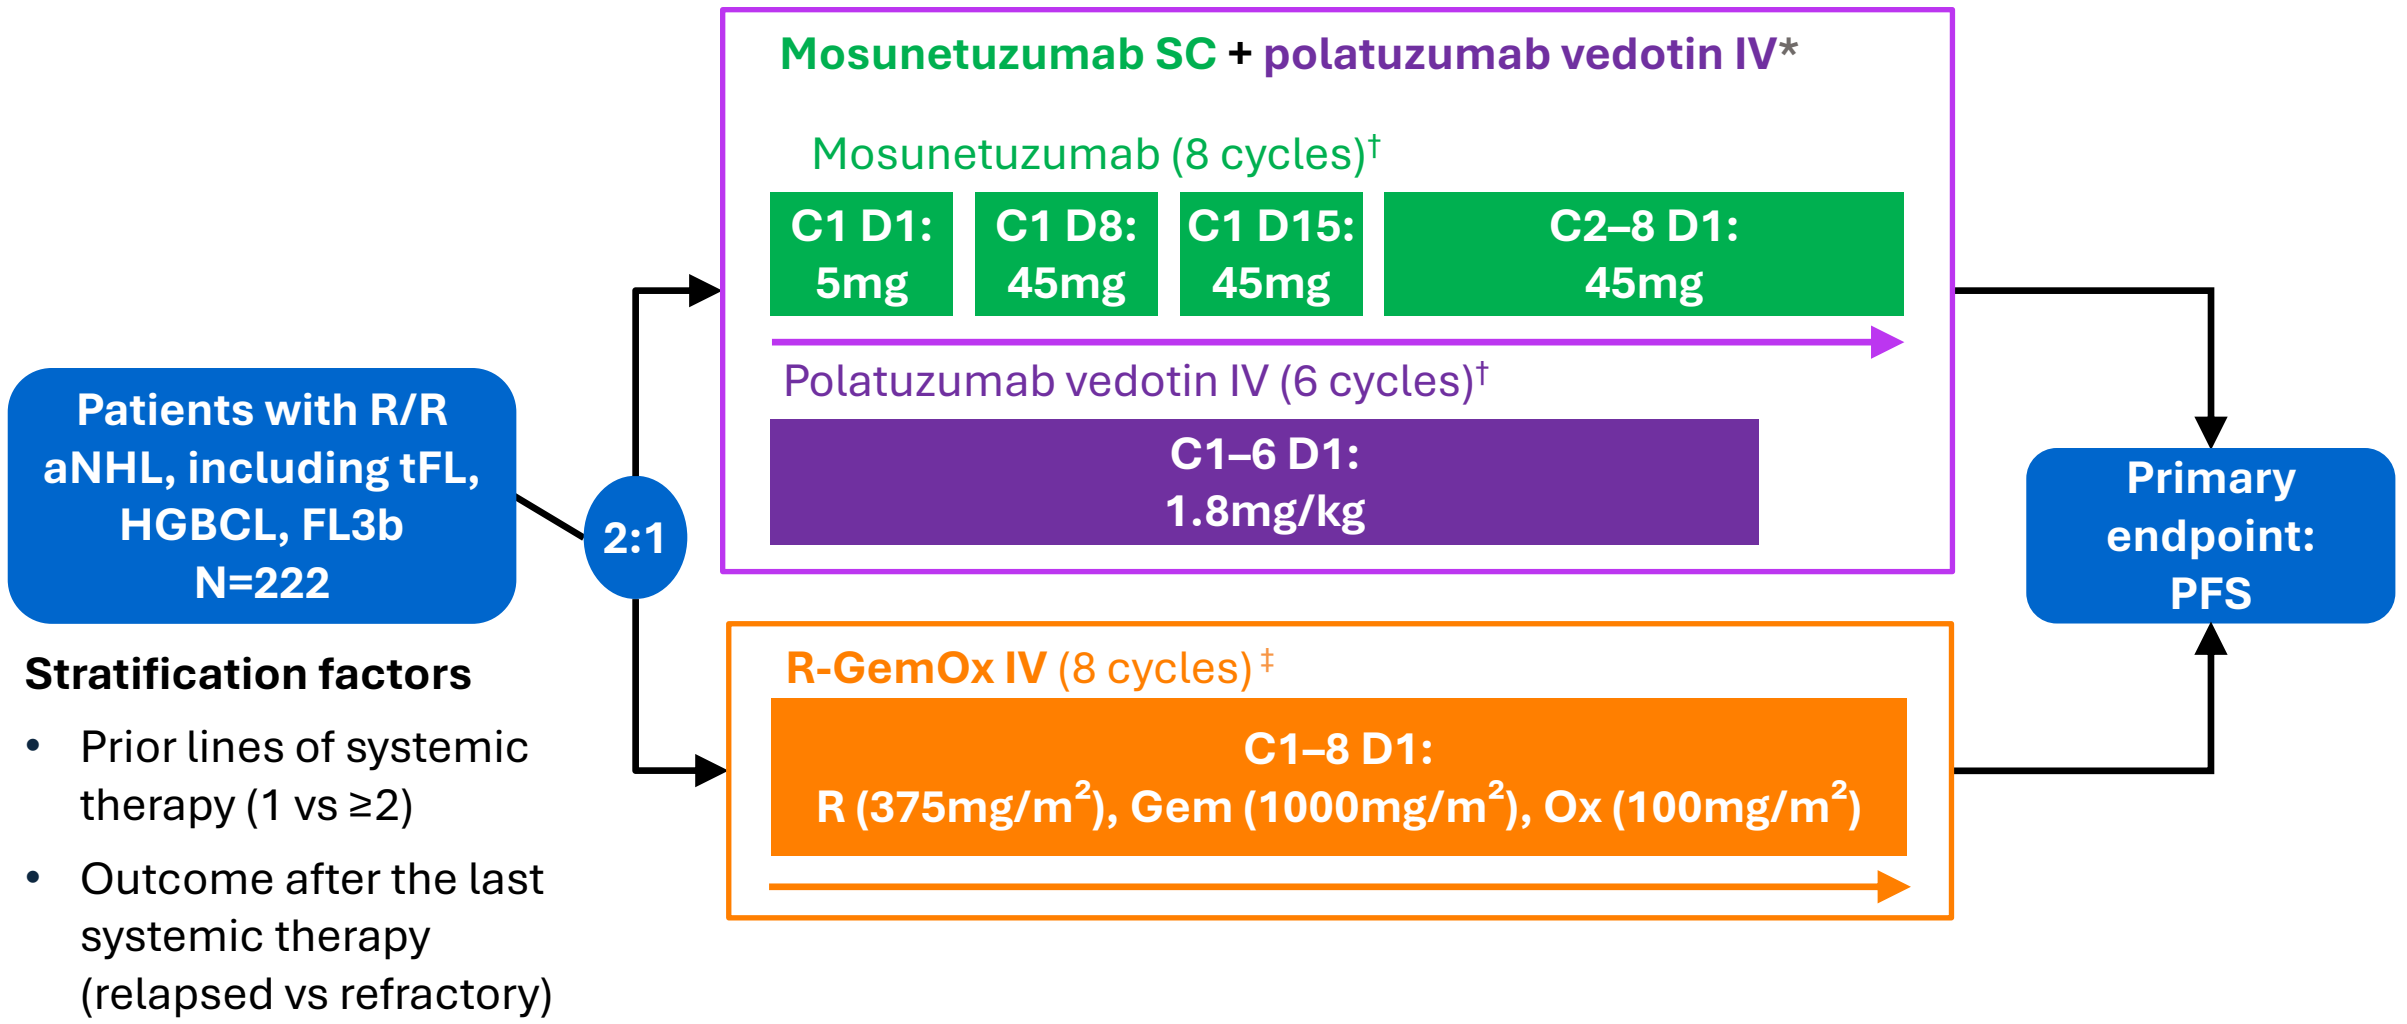 Mosunetuzumab SC + polatuzumab vedotin IV*
Mosunetuzumab (8 cycles)†
C1 D1:
5mg
C1 D8:
45mg
C1 D15:
45mg
C2–8 D1:
45mg
Polatuzumab vedotin IV (6 cycles)†
C1–6 D1:
1.8mg/kg
Patients with R/R
aNHL, including tFL,
HGBCL, FL3b
N=222
2:1
Primary
endpoint:
PFS
R-GemOx IV (8 cycles)‡
C1–8 D1:
R (375mg/m²), Gem (1000mg/m²), Ox (100mg/m²)
Stratification factors
• Prior lines of systemic
therapy (1 vs ≥2)
• Outcome after the last
systemic therapy
(relapsed vs refractory)